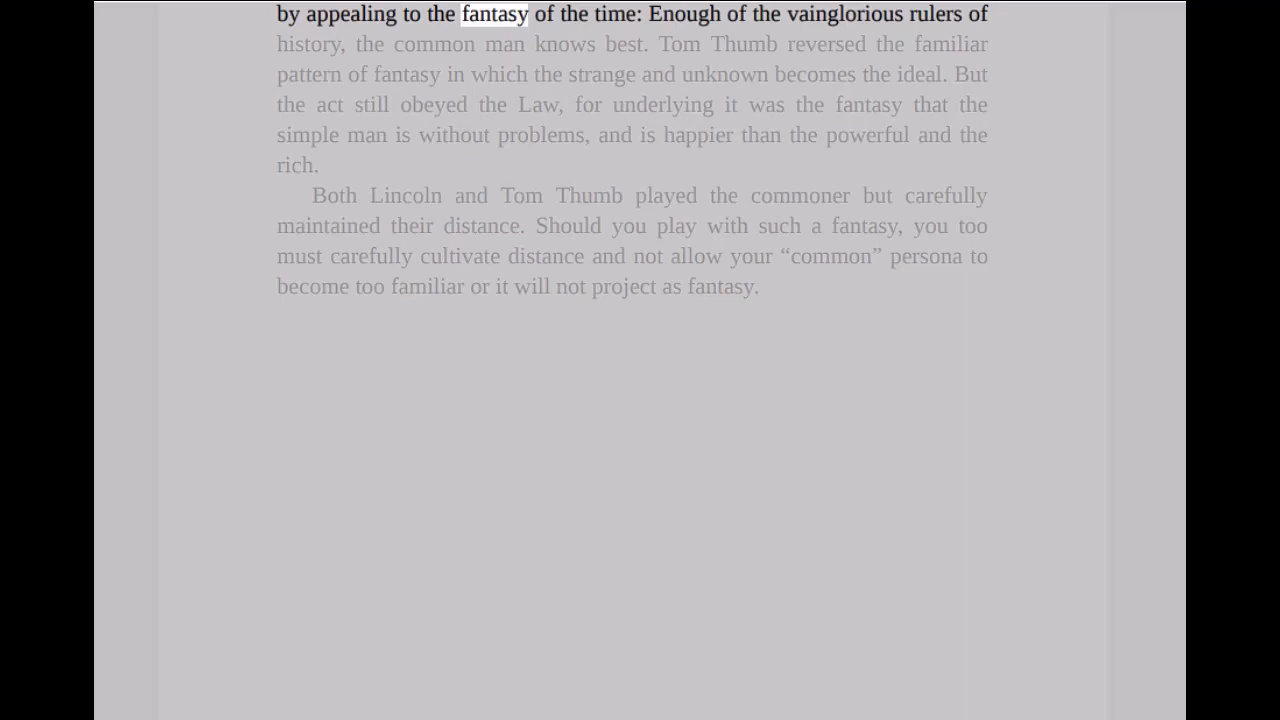 by appealing to the fantasy of the time: Enough of the vainglorious rulers of
history, the common man knows best. Tom Thumb reversed the familiar
pattern of fantasy in which the strange and unknown becomes the ideal. But
the act still obeyed the Law, for underlying it was the fantasy that the
simple man is without problems, and is happier than the powerful and the
rich.
Both Lincoln and Tom Thumb played the commoner but carefully
maintained their distance. Should you play with such a fantasy, you too
must carefully cultivate distance and not allow your “common” persona to
become too familiar or it will not project as fantasy.